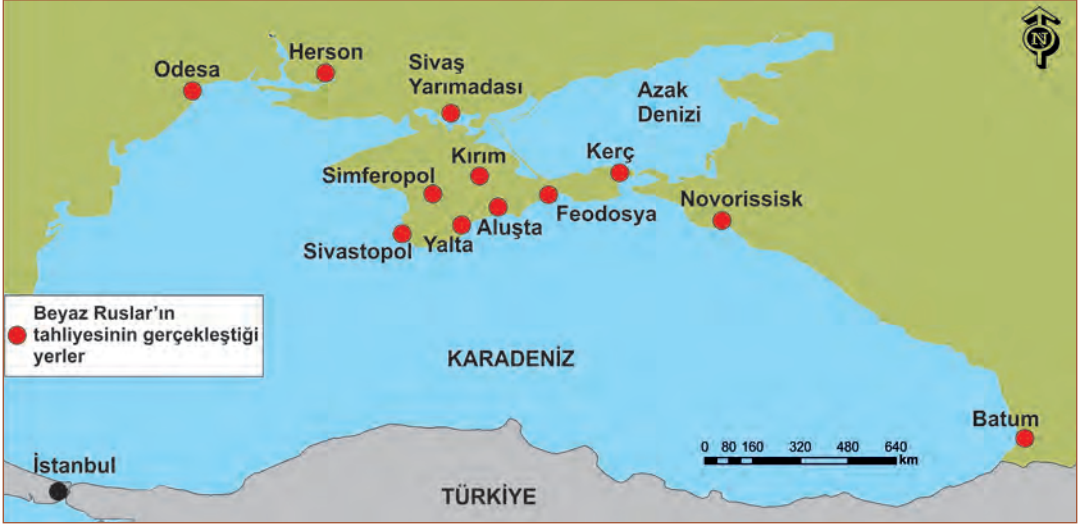 N
Herson
Odesa
Sivaş
Yarımadası
Azak
Denizi
Kırım
Kerç
Simferopol
Novorissisk
Feodosya
Aluşta
Yalta
Sivastopol
Beyaz Ruslar’ın
tahliyesinin gerçekleştiği
yerler
KARADENİZ
Batum
0 80 160 320 480 640
km
İstanbul
TÜRKİYE